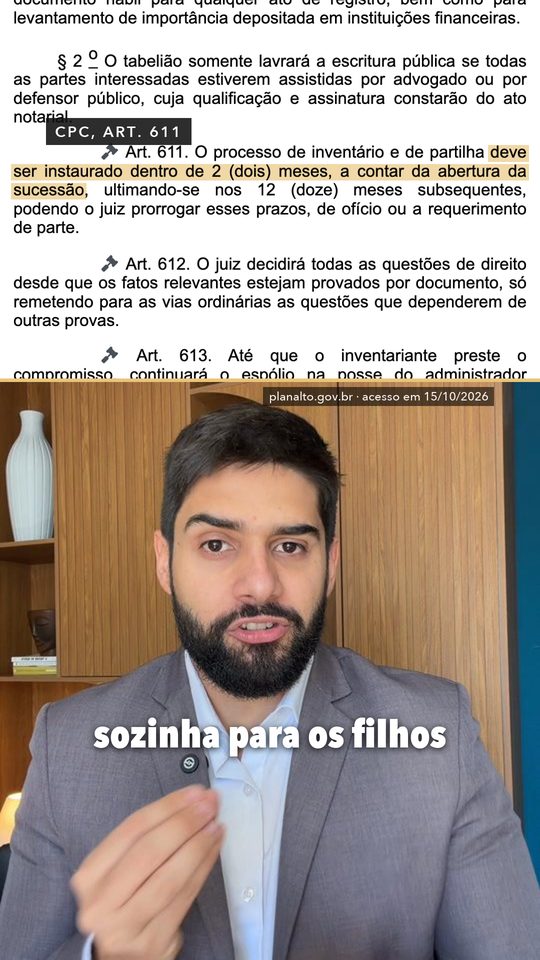 documento hábil para qualquer ato de registro, bem como para
levantamento de importância depositada em instituições financeiras.
§ 2 º O tabelião somente lavrará a escritura pública se todas
as partes interessadas estiverem assistidas por advogado ou por
defensor público, cuja qualificação e assinatura constarão do ato
notarial.
CPC, ART. 611
Art. 611. O processo de inventário e de partilha deve
ser instaurado dentro de 2 (dois) meses, a contar da abertura da
sucessão, ultimando-se nos 12 (doze) meses subsequentes,
podendo o juiz prorrogar esses prazos, de ofício ou a requerimento
de parte.
Art. 612. O juiz decidirá todas as questões de direito
desde que os fatos relevantes estejam provados por documento, só
remetendo para as vias ordinárias as questões que dependerem de
outras provas.
Art. 613. Até que o inventariante preste o
compromisso, continuará o espólio na posse do administrador
planalto.gov.br · acesso em 15/10/2026
sozinha para os filhos